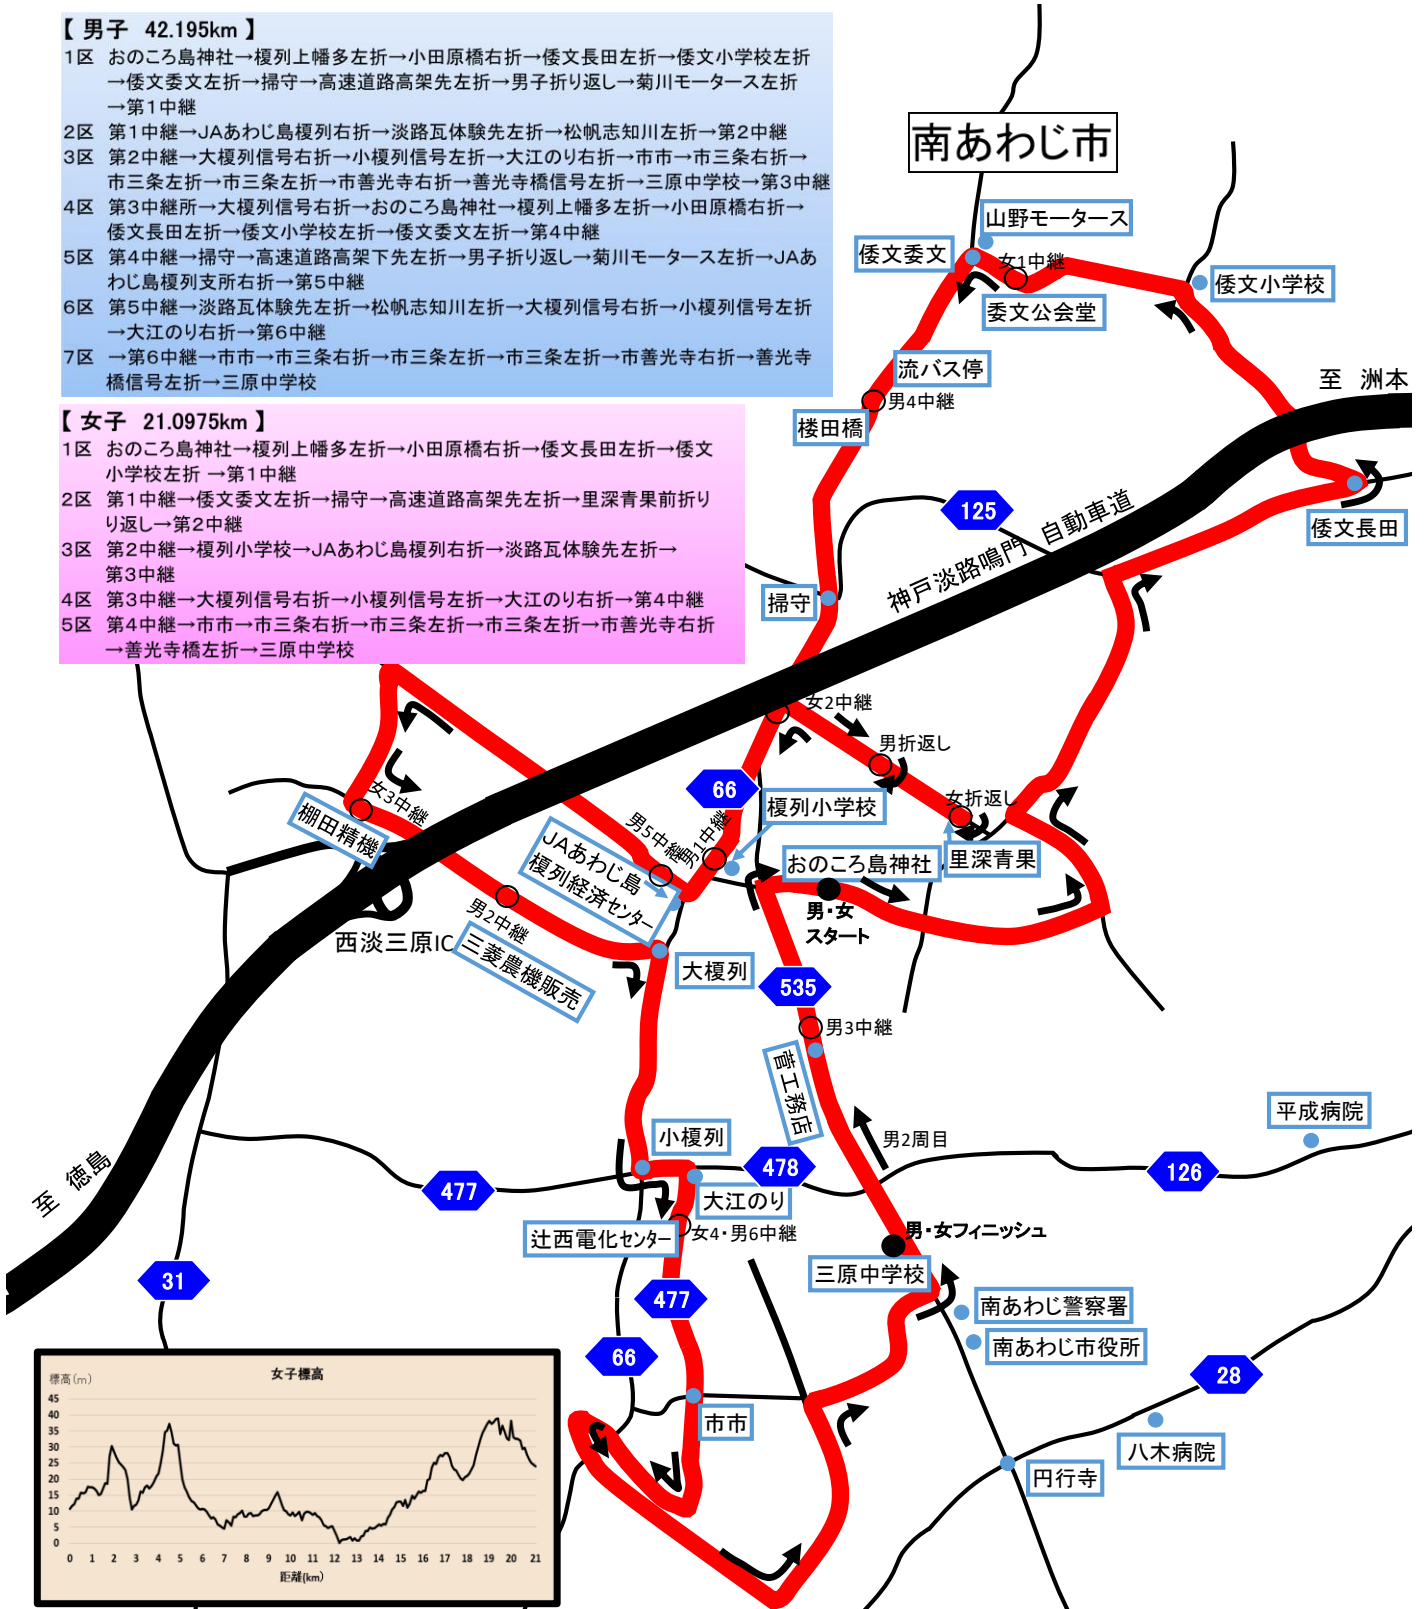 【 男子 42.195km 】
1区 おのころ島神社→榎列上幡多左折→小田原橋右折→倭文長田左折→倭文小学校左折
→倭文委文左折→掃守→高速道路高架先左折→男子折り返し→菊川モータース左折
→第1中継
2区 第1中継→JAあわじ島榎列右折→淡路瓦体験先左折→松帆志知川左折→第2中継
3区 第2中継→大榎列信号右折→小榎列信号左折→大江のり右折→市市→市三条右折→
市三条左折→市三条左折→市善光寺右折→善光寺橋信号左折→三原中学校→第3中継
4区 第3中継所→大榎列信号右折→おのころ島神社→榎列上幡多左折→小田原橋右折→
倭文長田左折→倭文小学校左折→倭文委文左折→第4中継
5区 第4中継→掃守→高速道路高架下先左折→男子折り返し→菊川モータース左折→JAあ
わじ島榎列支所右折→第5中継
6区 第5中継→淡路瓦体験先左折→松帆志知川左折→大榎列信号右折→小榎列信号左折
→大江のり右折→第6中継
7区 →第6中継→市市→市三条右折→市三条左折→市三条左折→市善光寺右折→善光寺
橋信号左折→三原中学校
【 女子 21.0975km 】
1区 おのころ島神社→榎列上幡多左折→小田原橋右折→倭文長田左折→倭文
小学校左折 →第1中継
2区 第1中継→倭文委文左折→掃守→高速道路高架先左折→里深青果前折り
り返し→第2中継
3区 第2中継→榎列小学校→JAあわじ島榎列右折→淡路瓦体験先左折→
第3中継
4区 第3中継→大榎列信号右折→小榎列信号左折→大江のり右折→第4中継
5区 第4中継→市市→市三条右折→市三条左折→市三条左折→市善光寺右折
→善光寺橋左折→三原中学校
南あわじ市
山野モータース
倭文委文
女1中継
倭文小学校
委文公会堂
流バス停
至 洲本
男4中継
楼田橋
125
神戸淡路鳴門 自動車道
倭文長田
掃守
女2中継
男折返し
66
榎列小学校
女折返し
女3中継
棚田精機
男5中継
男1中継
JAあわじ島
榎列経済センター
おのころ島神社
里深青果
男・女
スタート
男2中継
西淡三原IC
三菱農機販売
大榎列
535
男3中継
菅工務店
平成病院
小榎列
男2周目
478
126
477
大江のり
至 徳島
辻西電化センター
女4・男6中継
男・女フィニッシュ
三原中学校
31
477
南あわじ警察署
南あわじ市役所
66
28
市市
八木病院
円行寺
女子標高
標高(m)
45
40
35
30
25
20
15
10
5
0
0 1 2 3 4 5 6 7 8 9 10 11 12 13 14 15 16 17 18 19 20 21
距離(km)